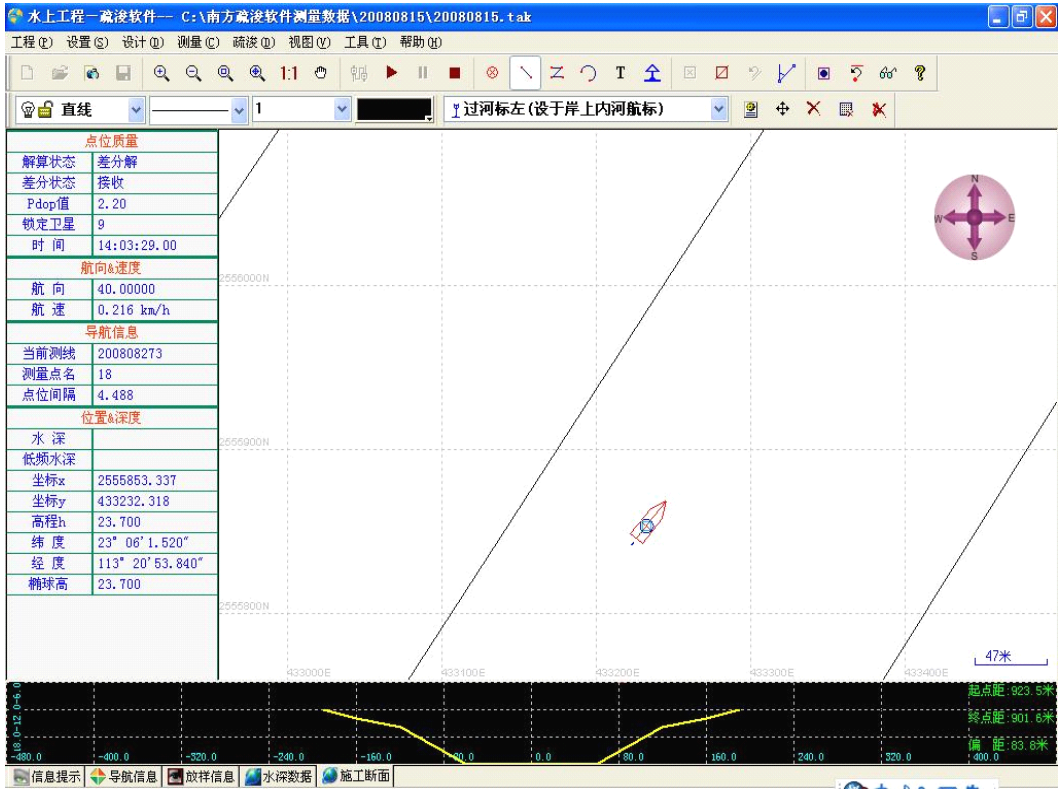 水上工程－疏浚软件-- C:\南方疏浚软件测量数据\20080815\20080815.tak
工程(P) 设置(S) 设计(D) 测量(C) 疏浚(D) 视图(V) 工具(T) 帮助(H)
1:1 T
直线 1 过河标左(设于岸上内河航标)
点位质量
解算状态 差分解
差分状态 接收
Pdop值 2.20
锁定卫星 9
时 间 14:03:29.00
航向&速度
航 向 40.00000
航 速 0.216 km/h
导航信息
当前测线 200808273
测量点名 18
点位间隔 4.488
位置&深度
水 深
低频水深
坐标x 2555853.337
坐标y 433232.318
高程h 23.700
纬 度 23° 06'1.520"
经 度 113° 20'53.840"
椭球高 23.700
N
W E
S
2556000N
2555900N
2555800N
433000E 433100E 433200E 433300E 433400E
47米
起点距:923.5米
终点距:901.6米
偏 距:83.8米
-18.0-12.0-6.0
-480.0 -400.0 -320.0 -240.0 -160.0 -80.0 0.0 80.0 160.0 240.0 320.0 400.0
信息提示 导航信息 放样信息 水深数据 施工断面